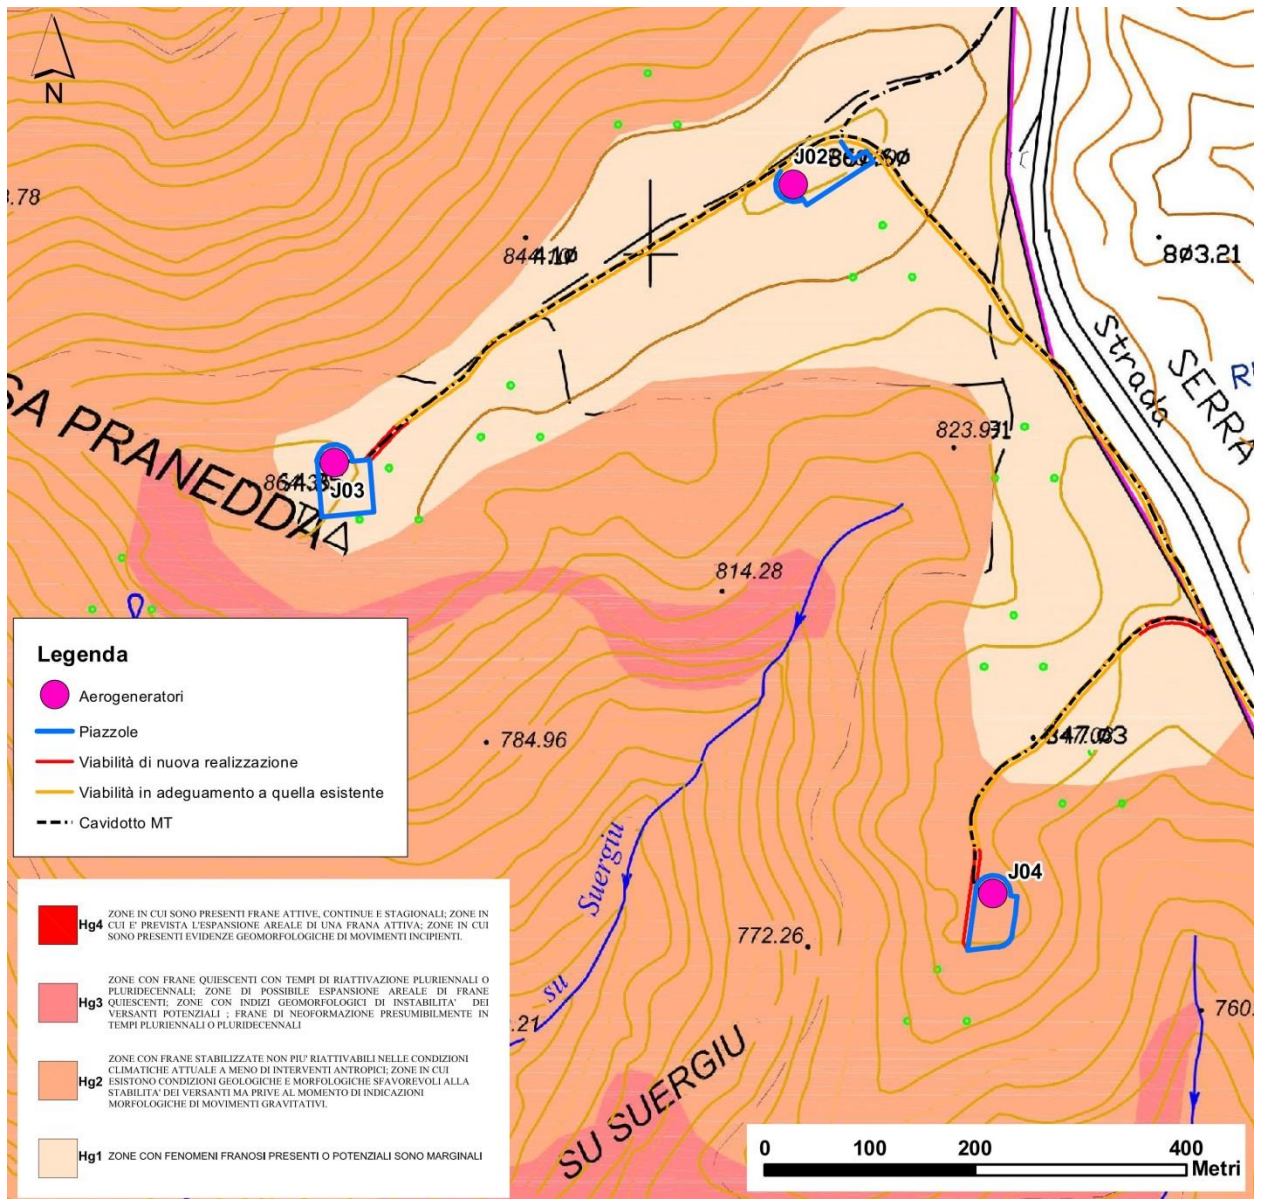 N
J02
803.21
Strada
SERRA
823.91
J03
814.28
784.96
847.03
J04
Suergiu
su
772.26
760.
SU SUERGIU
SA PRANEDDA
.78
.21
Legenda
Aerogeneratori
Piazzole
Viabilità di nuova realizzazione
Viabilità in adeguamento a quella esistente
Cavidotto MT
Hg4 ZONE IN CUI SONO PRESENTI FRANE ATTIVE, CONTINUE E STAGIONALI; ZONE IN
CUI E' PREVISTA L'ESPANSIONE AREALE DI UNA FRANA ATTIVA; ZONE IN CUI
SONO PRESENTI EVIDENZE GEOMORFOLOGICHE DI MOVIMENTI INCIPIENTI.
Hg3 ZONE CON FRANE QUIESCENTI CON TEMPI DI RIATTIVAZIONE PLURIENNALI O
PLURIDECENNALI; ZONE DI POSSIBILE ESPANSIONE AREALE DI FRANE
QUIESCENTI; ZONE CON INDIZI GEOMORFOLOGICI DI INSTABILITA' DEI
VERSANTI POTENZIALI ; FRANE DI NEOFORMAZIONE PRESUMIBILMENTE IN
TEMPI PLURIENNALI O PLURIDECENNALI
Hg2 ZONE CON FRANE STABILIZZATE NON PIU' RIATTIVABILI NELLE CONDIZIONI
CLIMATICHE ATTUALE A MENO DI INTERVENTI ANTROPICI; ZONE IN CUI
ESISTONO CONDIZIONI GEOLOGICHE E MORFOLOGICHE SFAVOREVOLI ALLA
STABILITA' DEI VERSANTI MA PRIVE AL MOMENTO DI INDICAZIONI
MORFOLOGICHE DI MOVIMENTI GRAVITATIVI.
Hg1 ZONE CON FENOMENI FRANOSI PRESENTI O POTENZIALI SONO MARGINALI
0 100 200 400
Metri